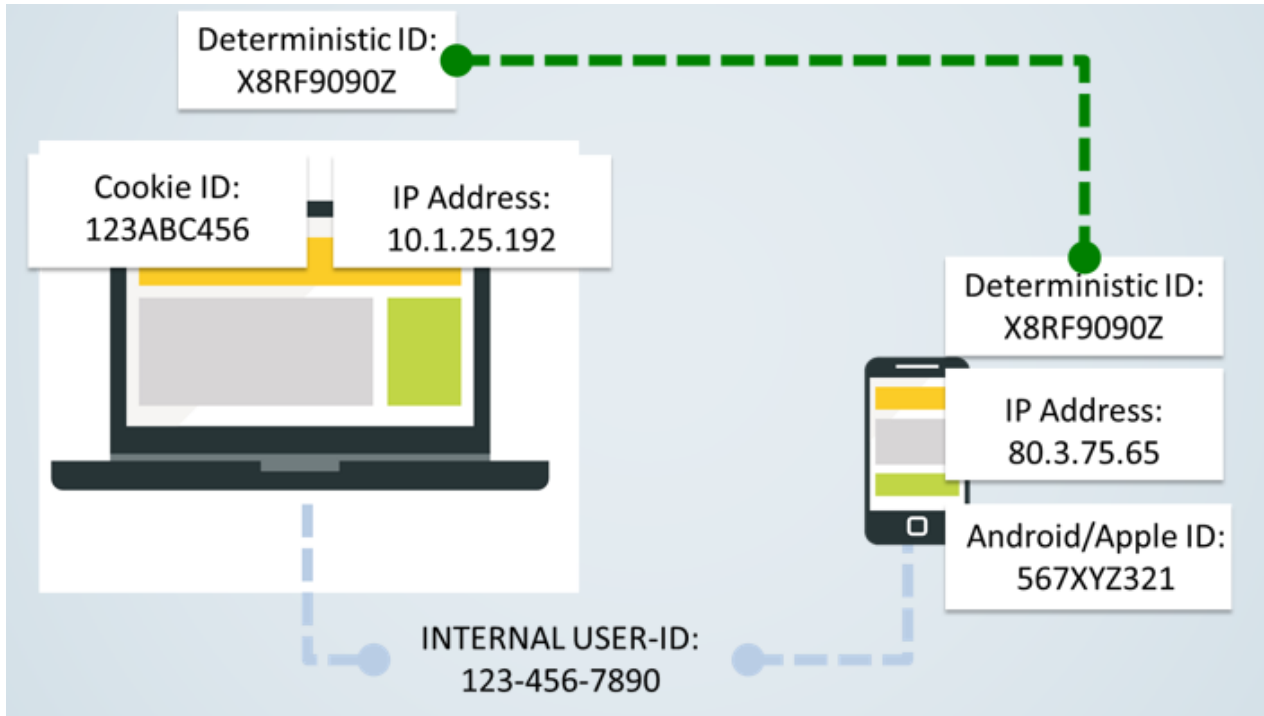 Deterministic ID:
X8RF9090Z
Cookie ID:
123ABC456
IP Address:
10.1.25.192
Deterministic ID:
X8RF9090Z
IP Address:
80.3.75.65
Android/Apple ID:
567XYZ321
INTERNAL USER-ID:
123-456-7890